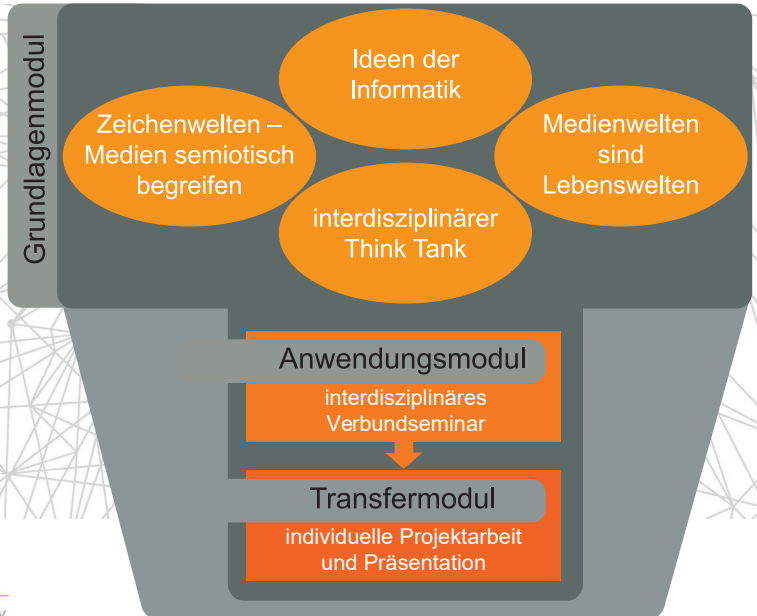 Grundlagenmodul
Ideen der
Informatik
Zeichenwelten –
Medien semiotisch
begreifen
Medienwelten
sind
Lebenswelten
interdisziplinärer
Think Tank
Anwendungsmodul
interdisziplinäres
Verbundseminar
Transfermodul
individuelle Projektarbeit
und Präsentation